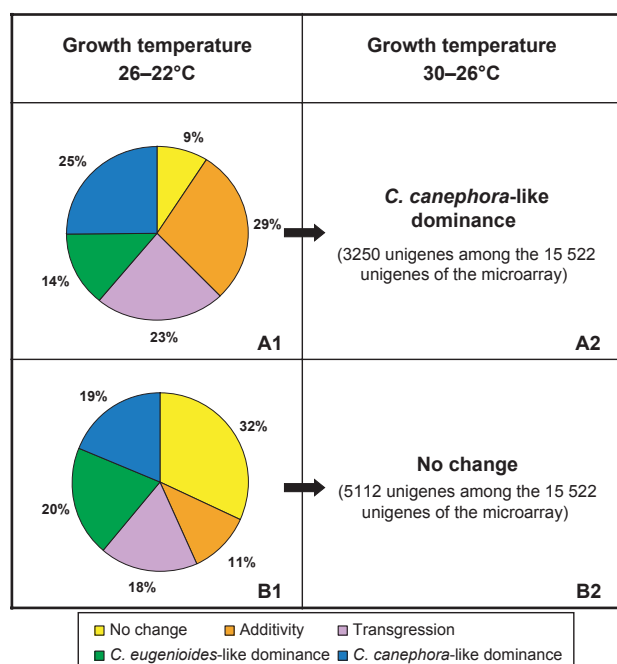 Growth temperature
26–22°C
Growth temperature
30–26°C
9%
25%
29%
14%
23%
A1
C. canephora-like
dominance
(3250 unigenes among the 15 522
unigenes of the microarray)
A2
19%
32%
20%
11%
18%
B1
No change
(5112 unigenes among the 15 522
unigenes of the microarray)
B2
No change Additivity Transgression
C. eugenioides-like dominance C. canephora-like dominance